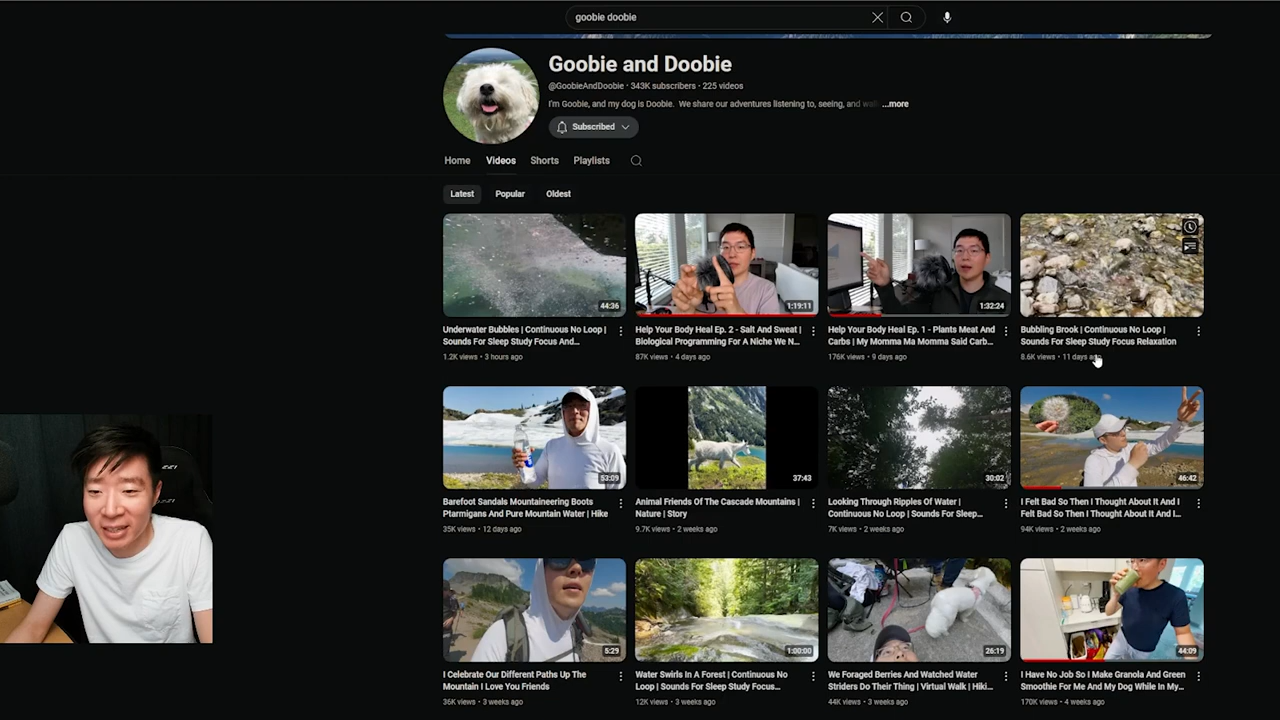 goobie doobie
Goobie and Doobie
@GoobieAndDoobie · 343K subscribers · 225 videos
I'm Goobie, and my dog is Doobie. We share our adventures listening to, seeing, and ...more
Subscribed
Home Videos Shorts Playlists
Latest Popular Oldest
44:36
1:19:11
1:32:24
Underwater Bubbles | Continuous No Loop |
Sounds For Sleep Study Focus And...
1.2K views · 3 hours ago
Help Your Body Heal Ep. 2 - Salt And Sweat |
Biological Programming For A Niche We N...
87K views · 4 days ago
Help Your Body Heal Ep. 1 - Plants Meat And
Carbs | My Momma Ma Momma Said Carb...
176K views · 9 days ago
Bubbling Brook | Continuous No Loop |
Sounds For Sleep Study Focus Relaxation
8.6K views · 11 days ago
53:09
37:43
30:02
46:42
Barefoot Sandals Mountaineering Boots
Ptarmigans And Pure Mountain Water | Hike
35K views · 12 days ago
Animal Friends Of The Cascade Mountains |
Nature | Story
9.7K views · 2 weeks ago
Looking Through Ripples Of Water |
Continuous No Loop | Sounds For Sleep...
7K views · 2 weeks ago
I Felt Bad So Then I Thought About It And I
Felt Bad So Then I Thought About It And I...
94K views · 2 weeks ago
5:29
1:00:00
26:19
44:09
I Celebrate Our Different Paths Up The
Mountain I Love You Friends
36K views · 3 weeks ago
Water Swirls In A Forest | Continuous No
Loop | Sounds For Sleep Study Focus...
12K views · 3 weeks ago
We Foraged Berries And Watched Water
Striders Do Their Thing | Virtual Walk | Hiki...
44K views · 3 weeks ago
I Have No Job So I Make Granola And Green
Smoothie For Me And My Dog While In My...
170K views · 4 weeks ago